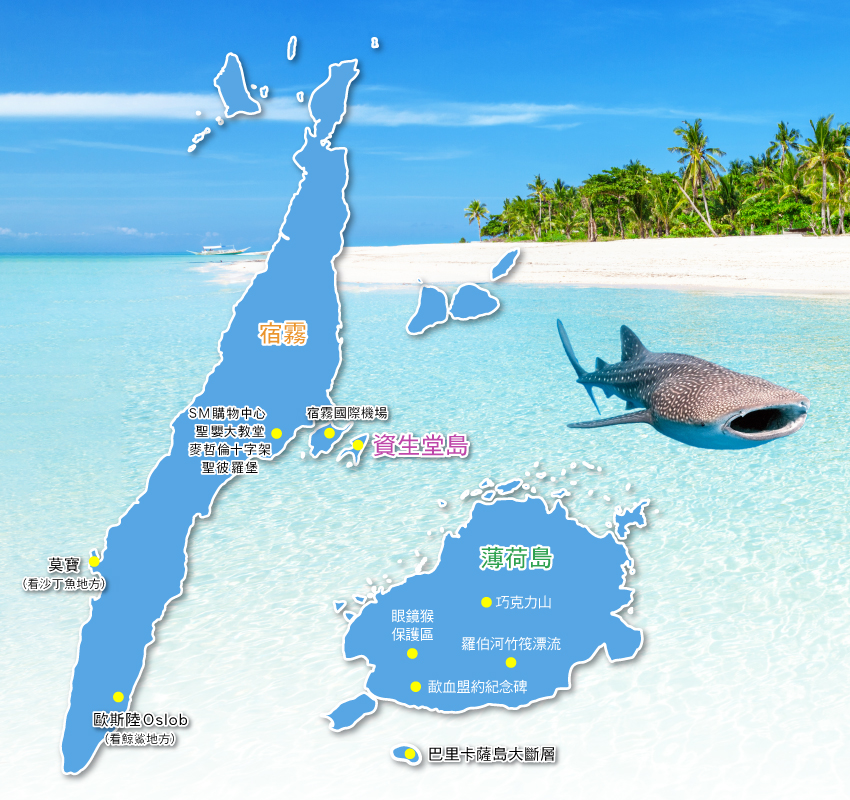 宿霧
SM購物中心
聖嬰大教堂
麥哲倫十字架
聖彼羅堡
宿霧國際機場
資生堂島
莫寶
(看沙丁魚地方)
歐斯陸Oslob
(看鯨鯊地方)
薄荷島
巧克力山
眼鏡猴
保護區
羅伯河竹筏漂流
歃血盟約紀念碑
巴里卡薩島大斷層